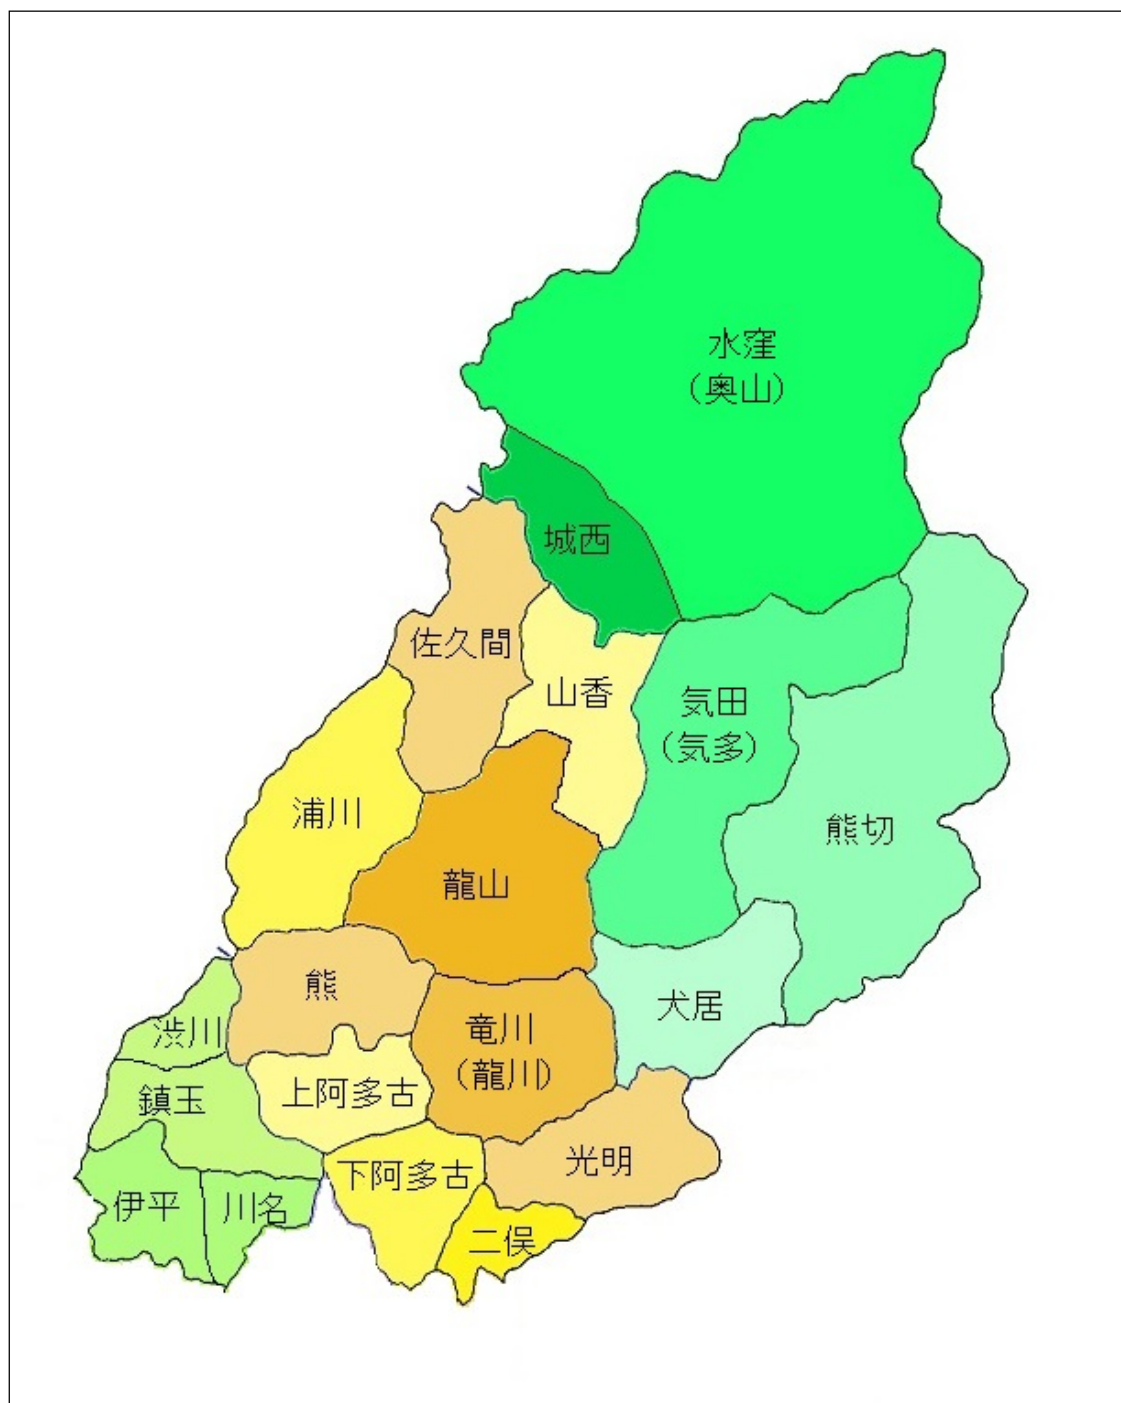 水窪
(奥山)
城西
佐久間
山香
気田
(気多)
浦川
熊切
龍山
熊
犬居
渋川
竜川
(龍川)
鎮玉
上阿多古
光明
下阿多古
伊平
川名
二俣